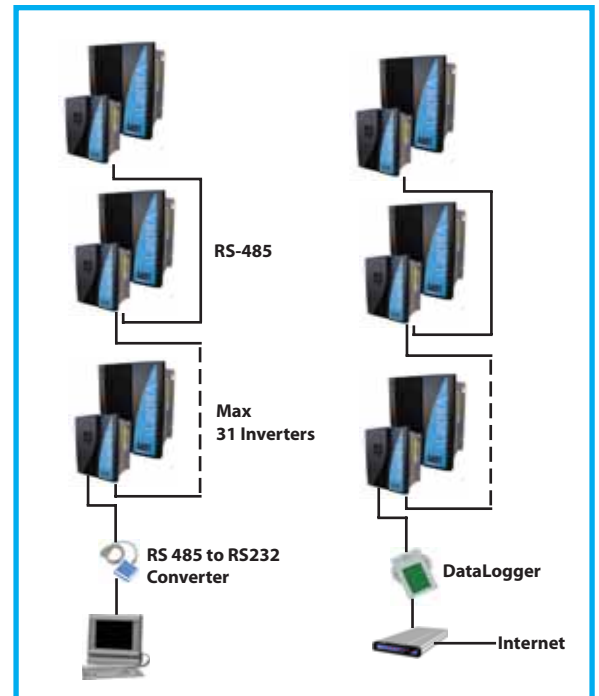 RS-485
Max
31 Inverters
RS 485 to RS232
Converter
DataLogger
Internet